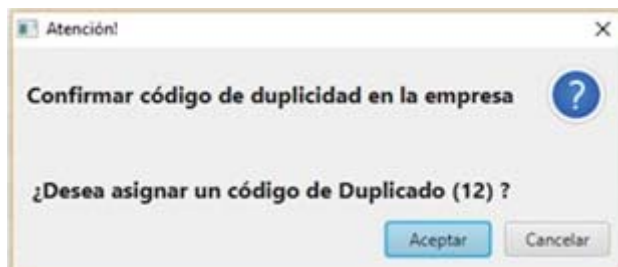 Atención!
Confirmar código de duplicidad en la empresa
¿Desea asignar un código de Duplicado (12) ?
Aceptar Cancelar